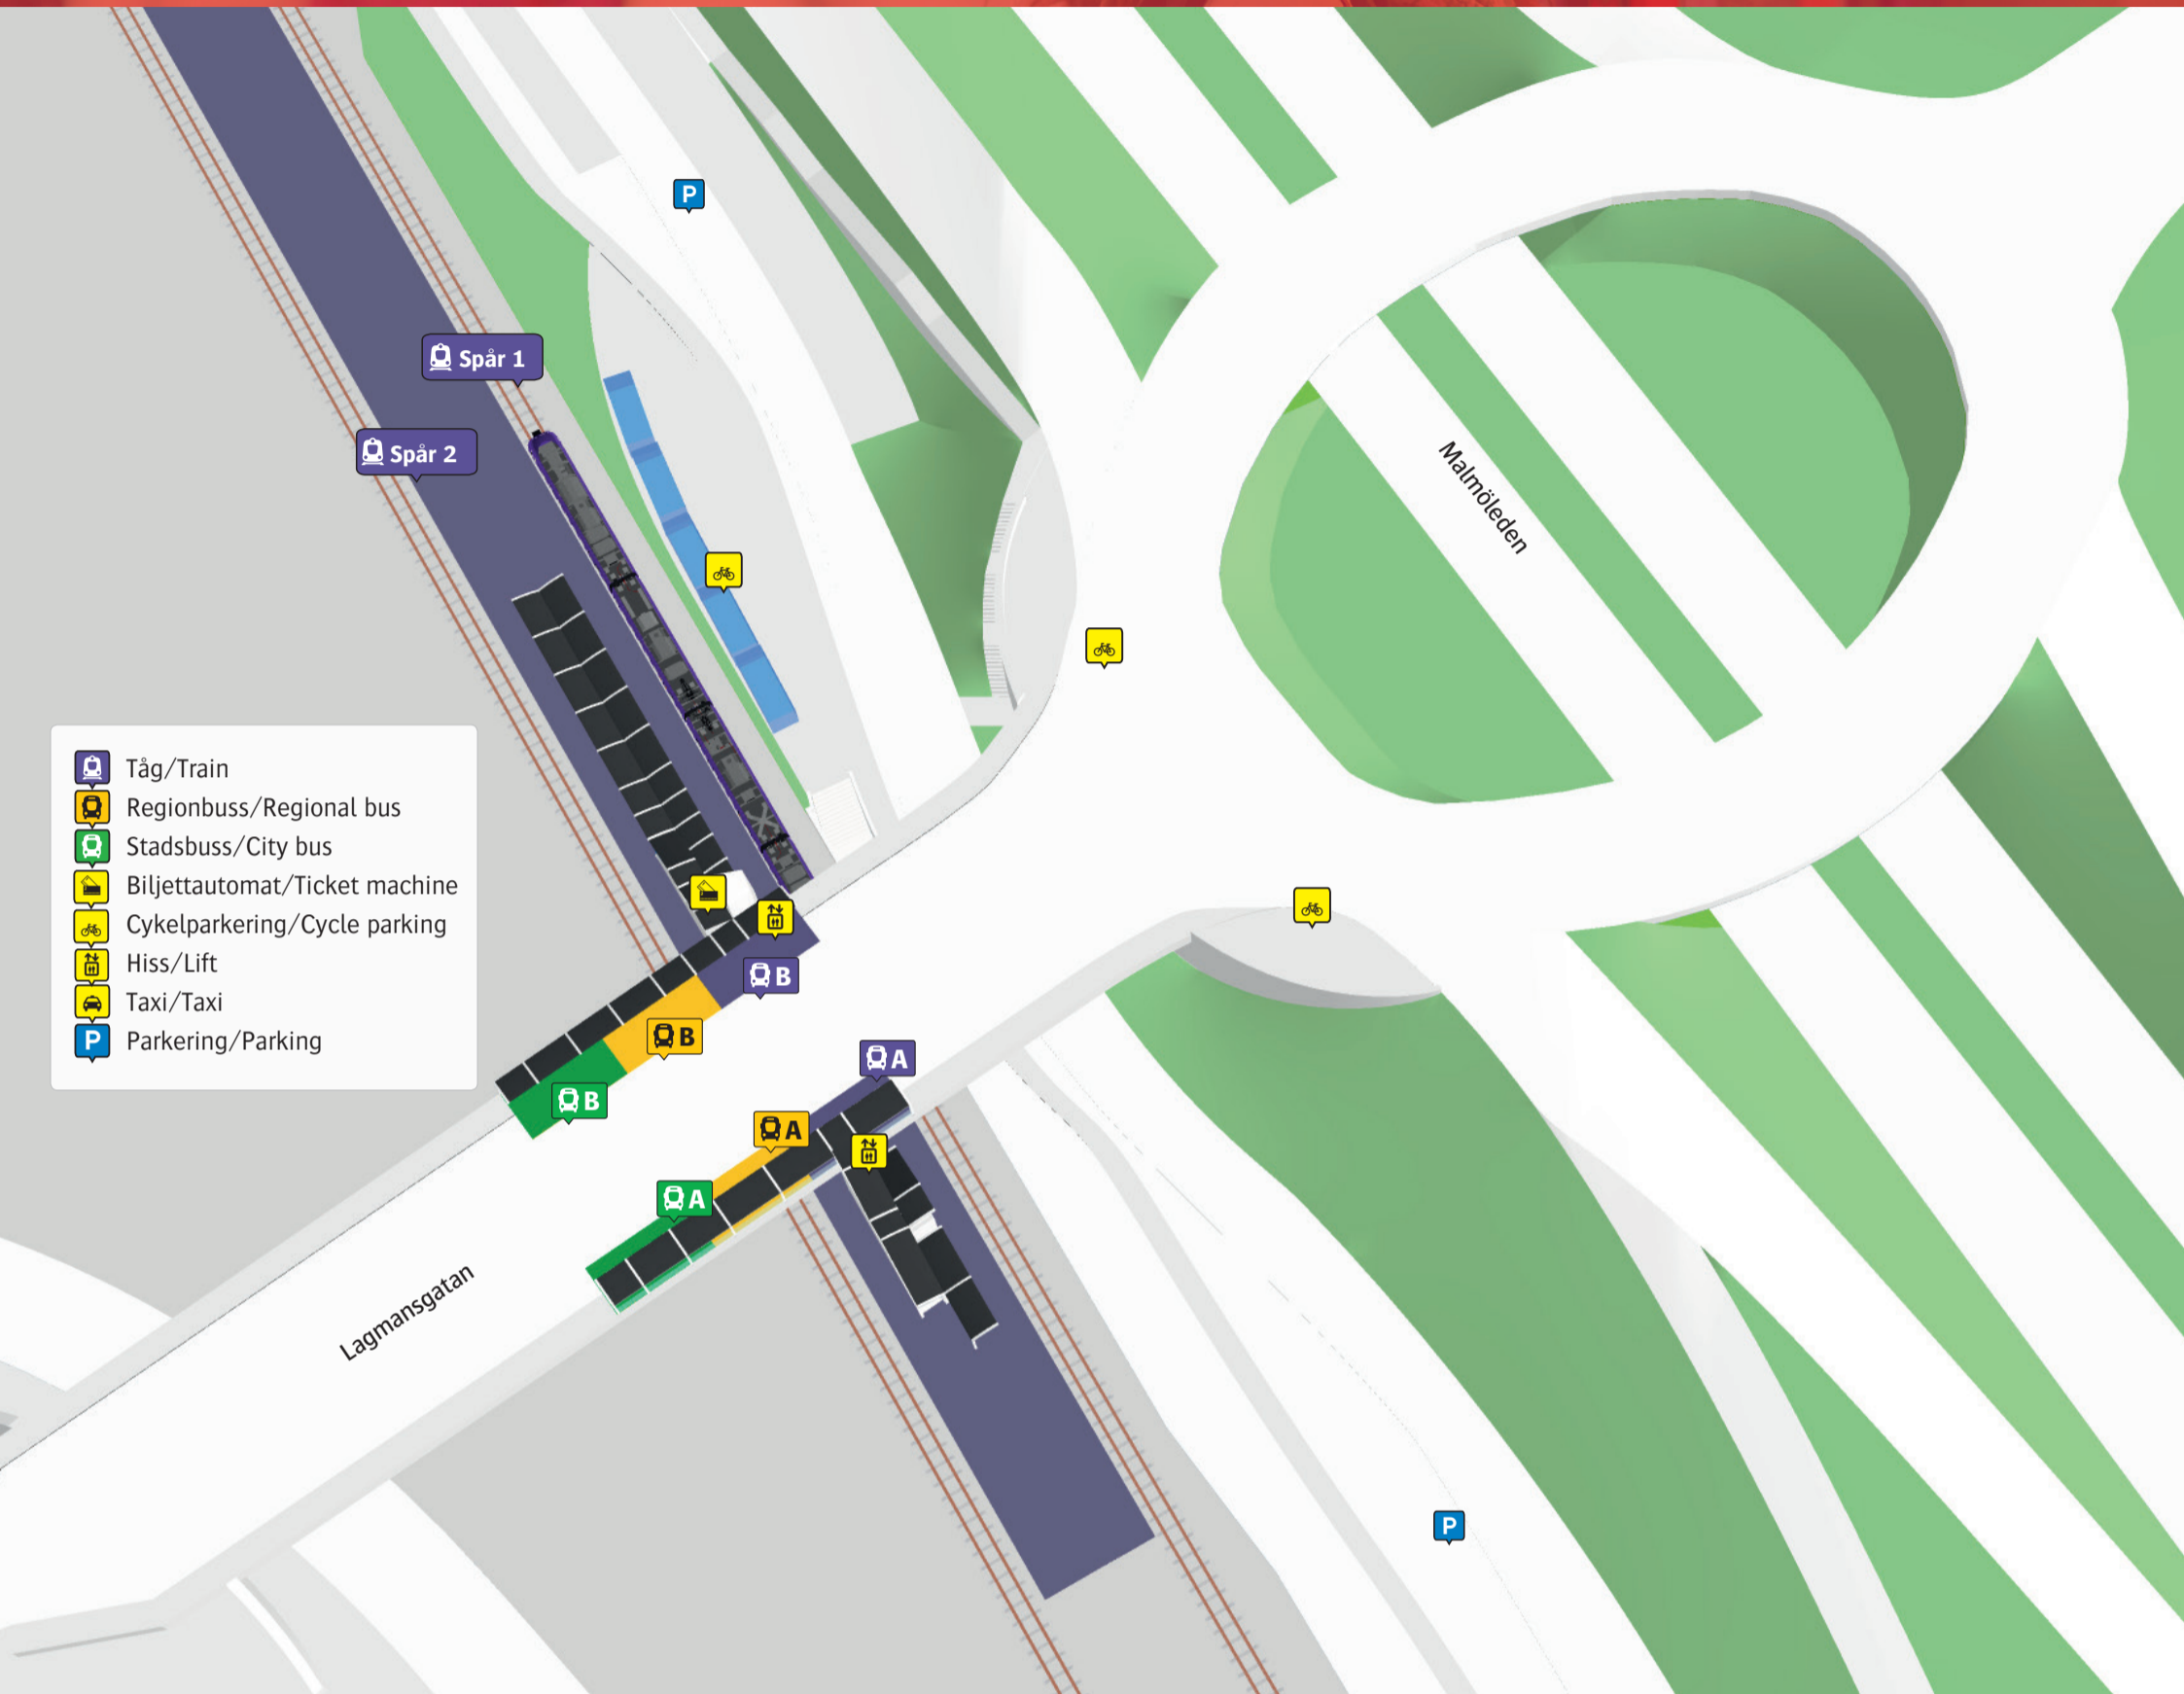 P
Spår 1
Spår 2
Malmöleden
Tåg/Train
Regionbuss/Regional bus
Stadsbuss/City bus
Biljettautomat/Ticket machine
Cykelparkering/Cycle parking
Hiss/Lift
Taxi/Taxi
P Parkering/Parking
B
B
B
A
A
A
Lagmansgatan
P